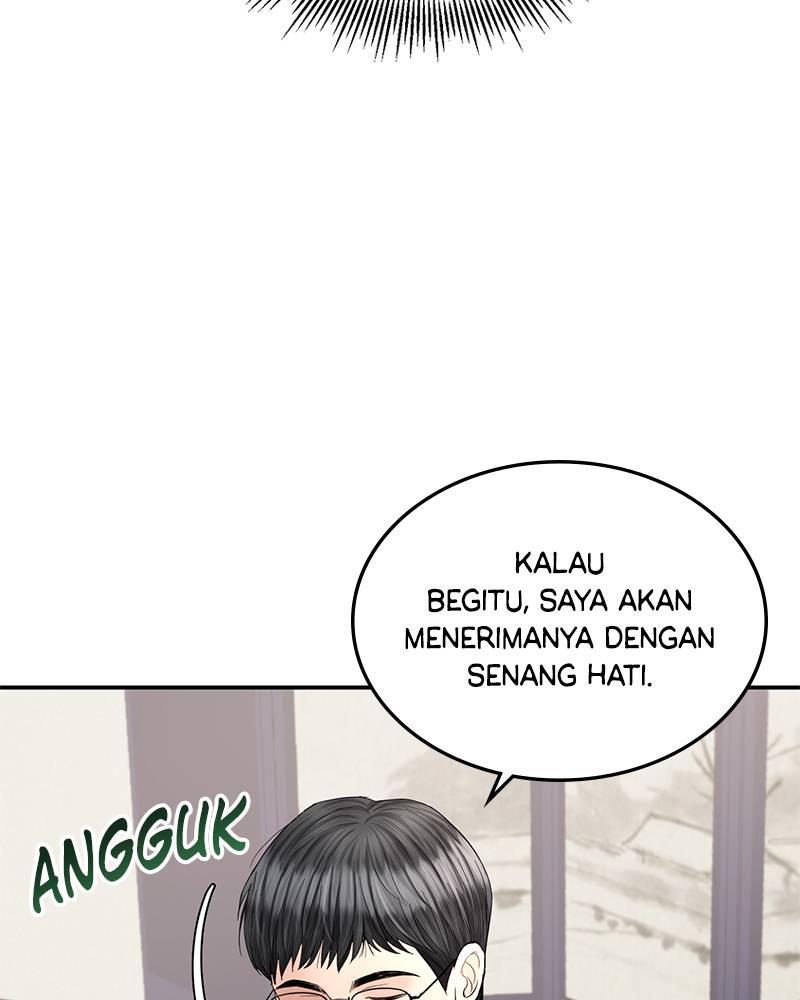 KALAU
BEGITU, SAYA AKAN
MENERIMANYA DENGAN
SENANG HATI.
ANGGUK